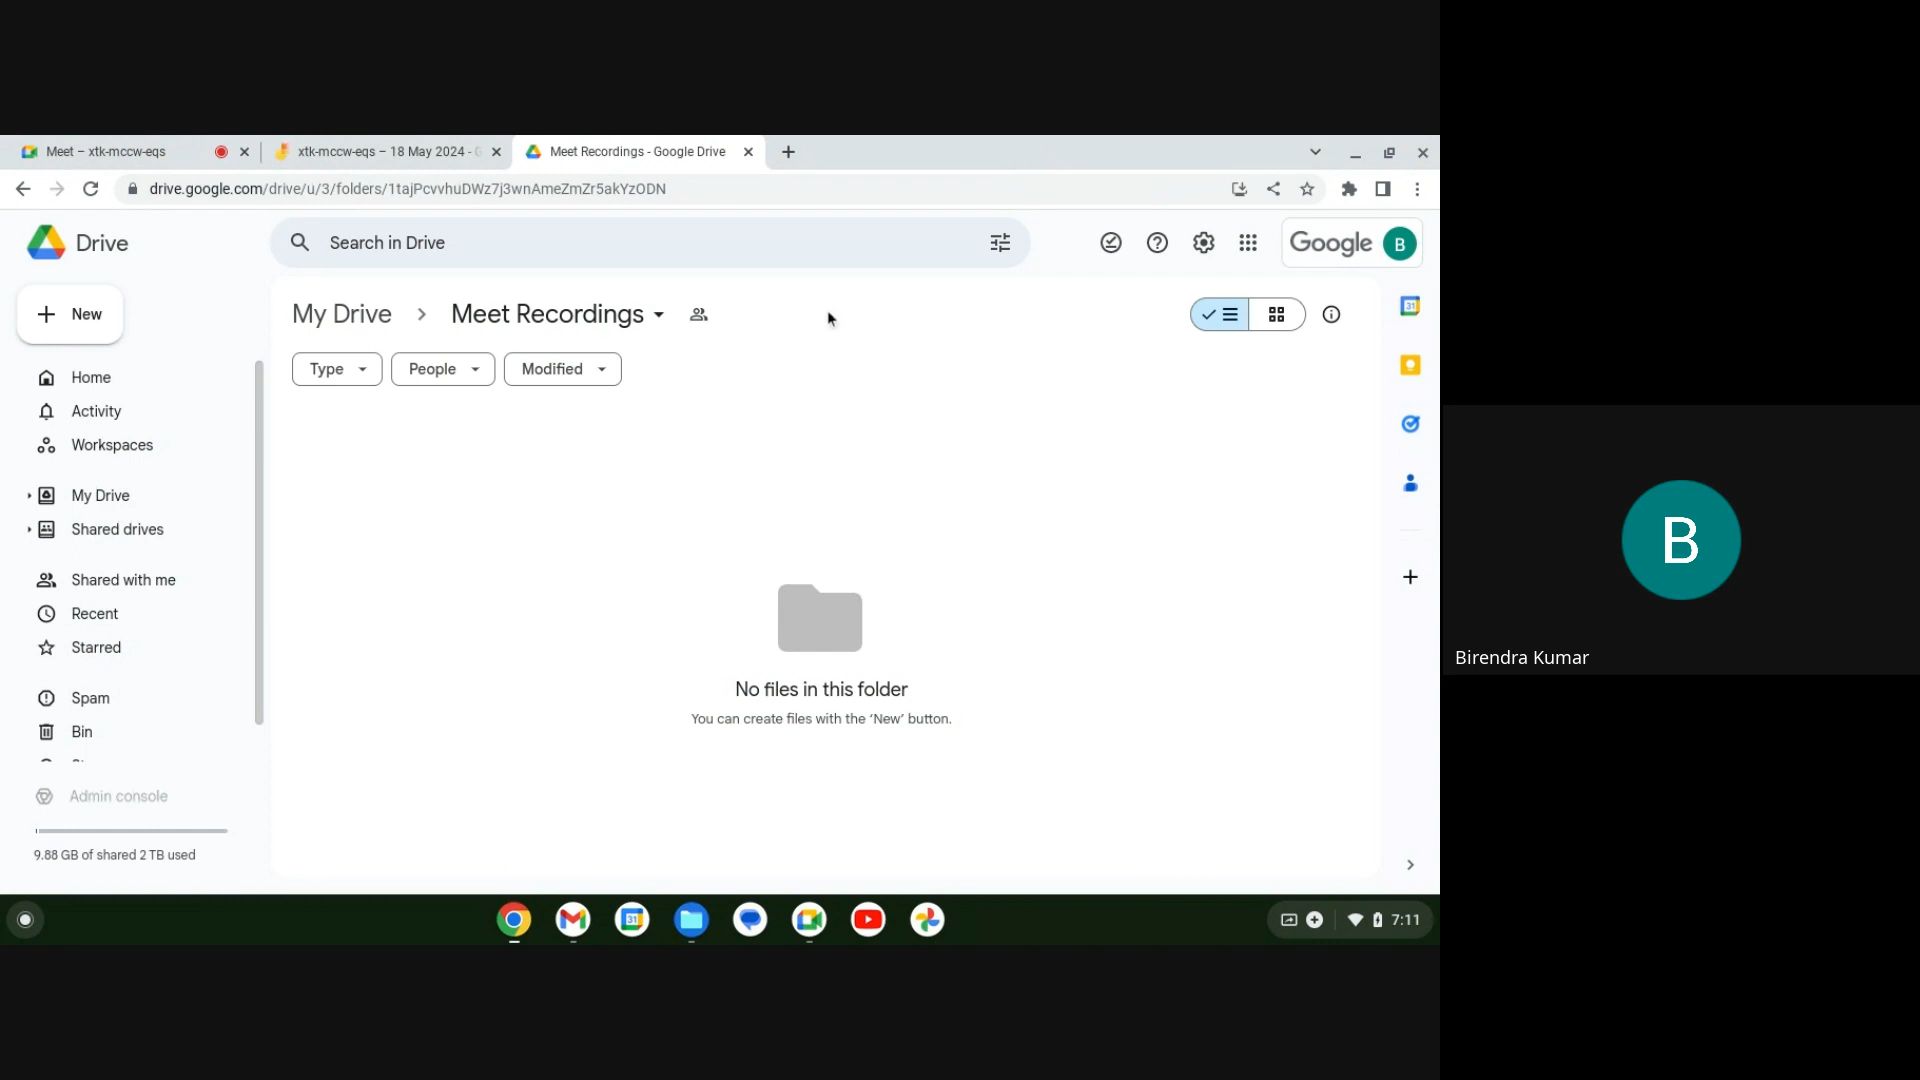 Meet – xtk-mccw-eqs
xtk-mccw-eqs – 18 May 2024 - G
Meet Recordings - Google Drive
drive.google.com/drive/u/3/folders/1tajPcvvhuDWz7j3wnAmeZmZr5akYzODN
Drive
Search in Drive
Google B
New
My Drive
Meet Recordings
Type
People
Modified
Home
Activity
Workspaces
My Drive
Shared drives
Shared with me
Recent
Starred
Spam
Bin
Admin console
9.88 GB of shared 2 TB used
No files in this folder
You can create files with the ‘New’ button.
31
31
7:11
B
Birendra Kumar